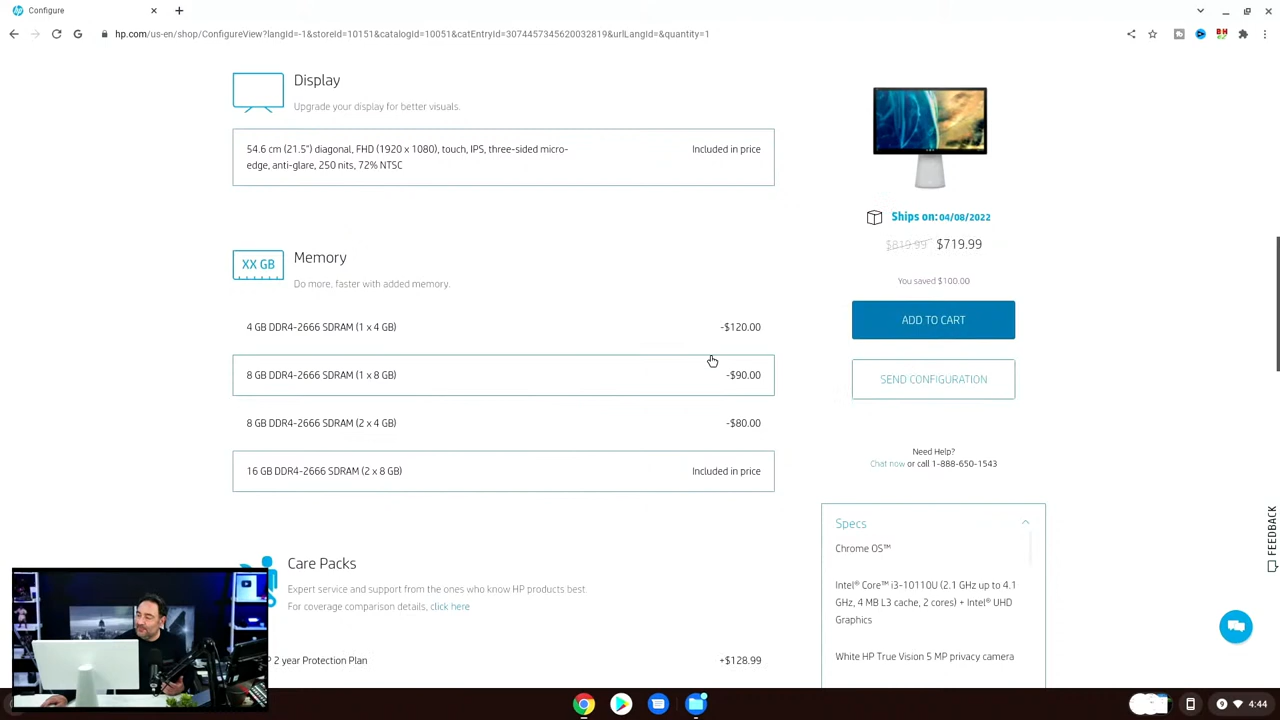 Configure
hp.com/us-en/shop/ConfigureView?langId=-1&storeId=10151&catalogId=10051&catEntryId=3074457345620032819&urlLangId=&quantity=1
Display
Upgrade your display for better visuals.
54.6 cm (21.5") diagonal, FHD (1920 x 1080), touch, IPS, three-sided micro-
edge, anti-glare, 250 nits, 72% NTSC
Included in price
XX GB
Memory
Do more, faster with added memory.
4 GB DDR4-2666 SDRAM (1 x 4 GB) -$120.00
8 GB DDR4-2666 SDRAM (1 x 8 GB) -$90.00
8 GB DDR4-2666 SDRAM (2 x 4 GB) -$80.00
16 GB DDR4-2666 SDRAM (2 x 8 GB) Included in price
Care Packs
Expert service and support from the ones who know HP products best.
For coverage comparison details, click here
P 2 year Protection Plan +$128.99
Ships on: 04/08/2022
$819.99 $719.99
You saved $100.00
ADD TO CART
SEND CONFIGURATION
Need Help?
Chat now or call 1-888-650-1543
Specs
Chrome OS™
Intel® Core™ i3-10110U (2.1 GHz up to 4.1
GHz, 4 MB L3 cache, 2 cores) + Intel® UHD
Graphics
White HP True Vision 5 MP privacy camera
FEEDBACK
9 4:44